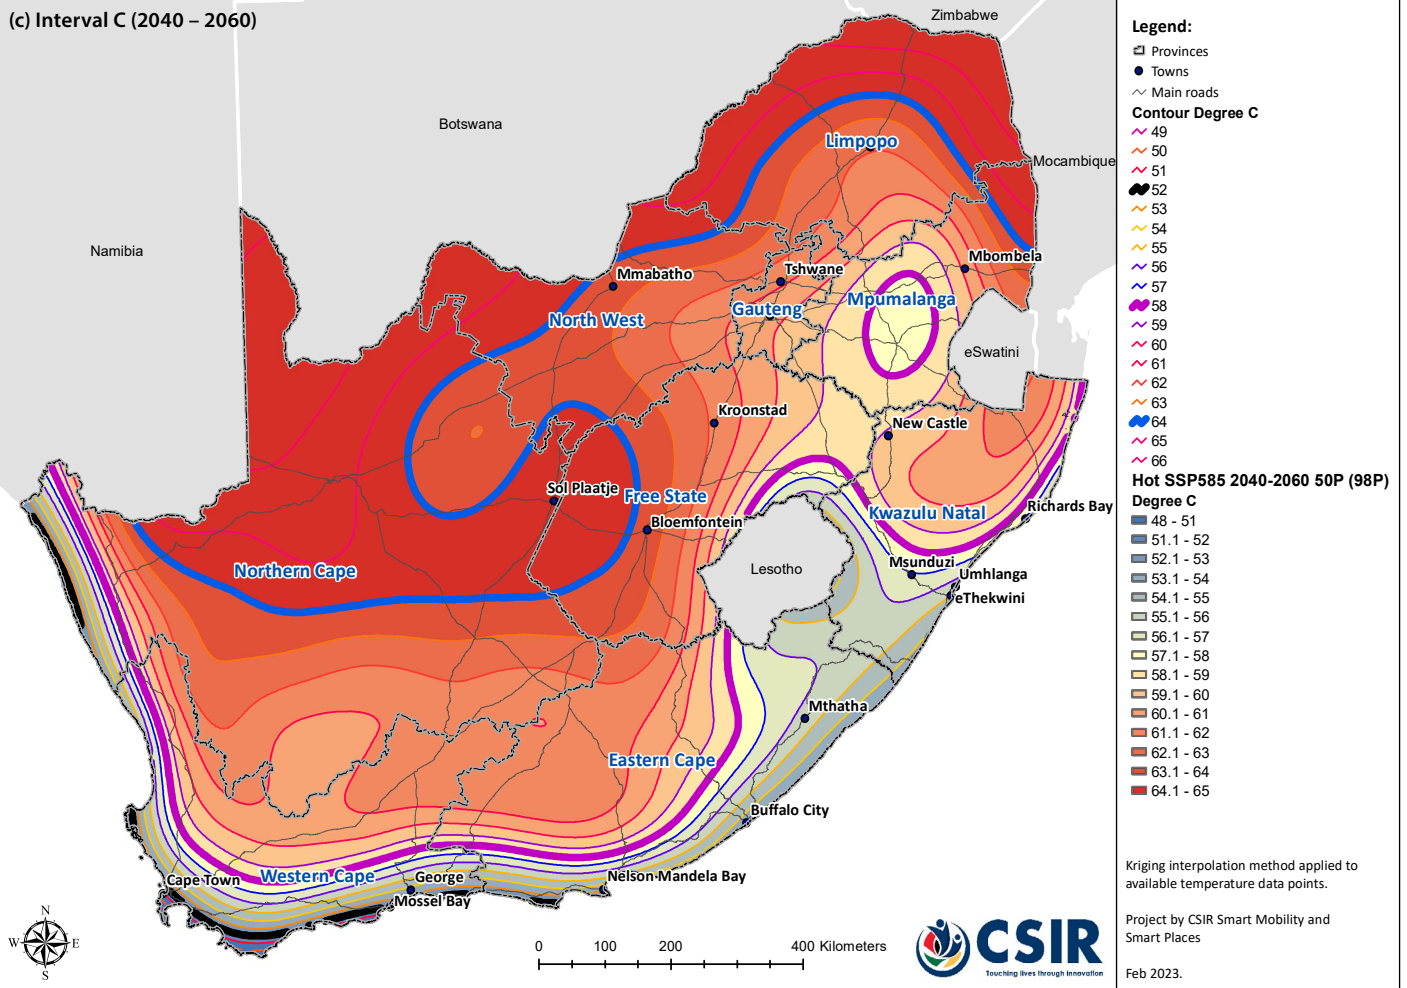 (c) Interval C (2040 – 2060)
Zimbabwe
Botswana
Limpopo
Mocambique
Namibia
Mbombela
Tshwane
Mmabatho
Mpumalanga
Gauteng
North West
eSwatini
Kroonstad
New Castle
Sol Plaatje
Free State
Richards Bay
Kwazulu Natal
Bloemfontein
Msunduzi
Lesotho
Umhlanga
Northern Cape
eThekwini
Mthatha
Eastern Cape
Buffalo City
Cape Town
Western Cape
George
Nelson Mandela Bay
Mossel Bay
N
W E
S
0 100 200 400 Kilometers
CSIR
Touching lives through innovation
Legend:
Provinces
Towns
Main roads
Contour Degree C
49
50
51
52
53
54
55
56
57
58
59
60
61
62
63
64
65
66
Hot SSP585 2040-2060 50P (98P)
Degree C
48 - 51
51.1 - 52
52.1 - 53
53.1 - 54
54.1 - 55
55.1 - 56
56.1 - 57
57.1 - 58
58.1 - 59
59.1 - 60
60.1 - 61
61.1 - 62
62.1 - 63
63.1 - 64
64.1 - 65
Kriging interpolation method applied to
available temperature data points.
Project by CSIR Smart Mobility and
Smart Places
Feb 2023.